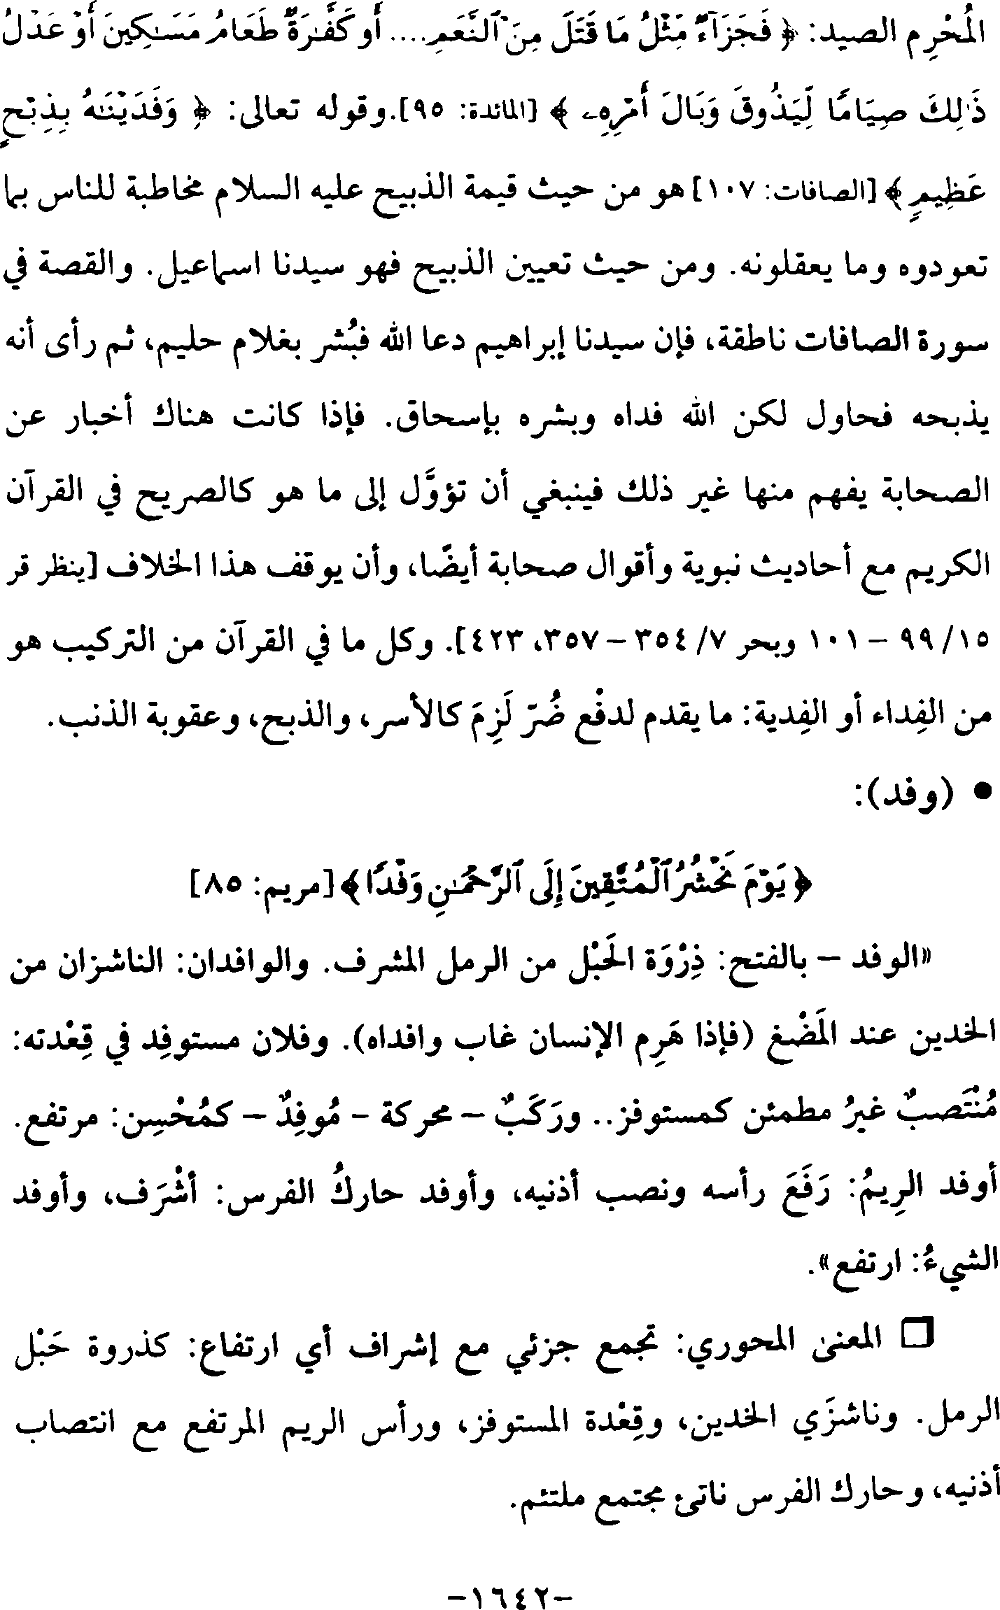 المُحْرِم الصيد: ﴿ فَجَزَآءٌ مِّثْلُ مَا قَتَلَ مِنَ ٱلنَّعَمِ.... أَو كَفَّٰرَةٌ طَعَامُ مَسَٰكِينَ أَوْ عَدْلُ
ذَٰلِكَ صِيَامًا لِّيَذُوقَ وَبَالَ أَمْرِهِۦ ﴾ [المائدة: ٩٥].وقوله تعالى: ﴿ وَفَدَيْنَٰهُ بِذِبْحٍ
عَظِيمٍ ﴾ [الصافات: ١٠٧] هو من حيث قيمة الذبيح عليه السلام مخاطبة للناس بما
تعودوه وما يعقلونه. ومن حيث تعيين الذبيح فهو سيدنا اسماعيل. والقصة في
سورة الصافات ناطقة، فإن سيدنا إبراهيم دعا الله فبُشر بغلام حليم، ثم رأى أنه
يذبحه فحاول لكن الله فداه وبشره بإسحاق. فإذا كانت هناك أخبار عن
الصحابة يفهم منها غير ذلك فينبغي أن تؤوَّل إلى ما هو كالصريح في القرآن
الكريم مع أحاديث نبوية وأقوال صحابة أيضًا، وأن يوقف هذا الخلاف [ينظر قر
١٥/ ٩٩ – ١٠١ وبحر ٧/ ٣٥٤ – ٣٥٧، ٤٢٣]. وكل ما في القرآن من التركيب هو
من الفِداء أو الفِدية: ما يقدم لدفْع ضُرّ لَزِمَ كالأسر، والذبح، وعقوبة الذنب.
• (وفد):
﴿ يَوْمَ نَحْشُرُ ٱلْمُتَّقِينَ إِلَى ٱلرَّحْمَٰنِ وَفْدًا ﴾ [مريم: ٨٥]
«الوفد – بالفتح: ذِرْوَة الحَبْل من الرمل المشرف. والوافدان: الناشزان من
الخدين عند المَضْغ (فإذا هَرِم الإنسان غاب وافداه). وفلان مستوفِد في قِعْدته:
مُنْتَصبٌ غيرُ مطمئن كمستوفز.. ورَكَبٌ – محركة – مُوفِدٌ – كمُحْسِن: مرتفع.
أوفد الرِيمُ: رَفَعَ رأسه ونصب أذنيه، وأوفد حاركُ الفرس: أشْرَف، وأوفد
الشيءُ: ارتفع».
□ المعنى المحوري: تجمع جزئي مع إشراف أي ارتفاع: كذروة حَبْل
الرمل. وناشزَي الخدين، وقِعْدة المستوفز، ورأس الريم المرتفع مع انتصاب
أذنيه، وحارك الفرس ناتئ مجتمع ملتئم.
-١٦٤٢-